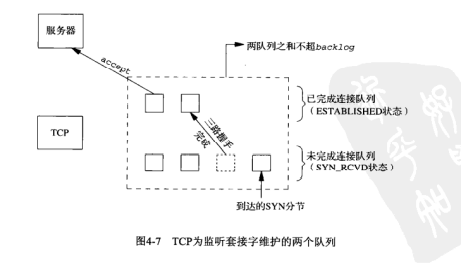 服务器
accept
两队列之和不超backlog
已完成连接队列
（ESTABLISHED状态）
TCP
三路握手
完成
未完成连接队列
（SYN_RCVD状态）
到达的SYN分节
图4-7 TCP为监听套接字维护的两个队列